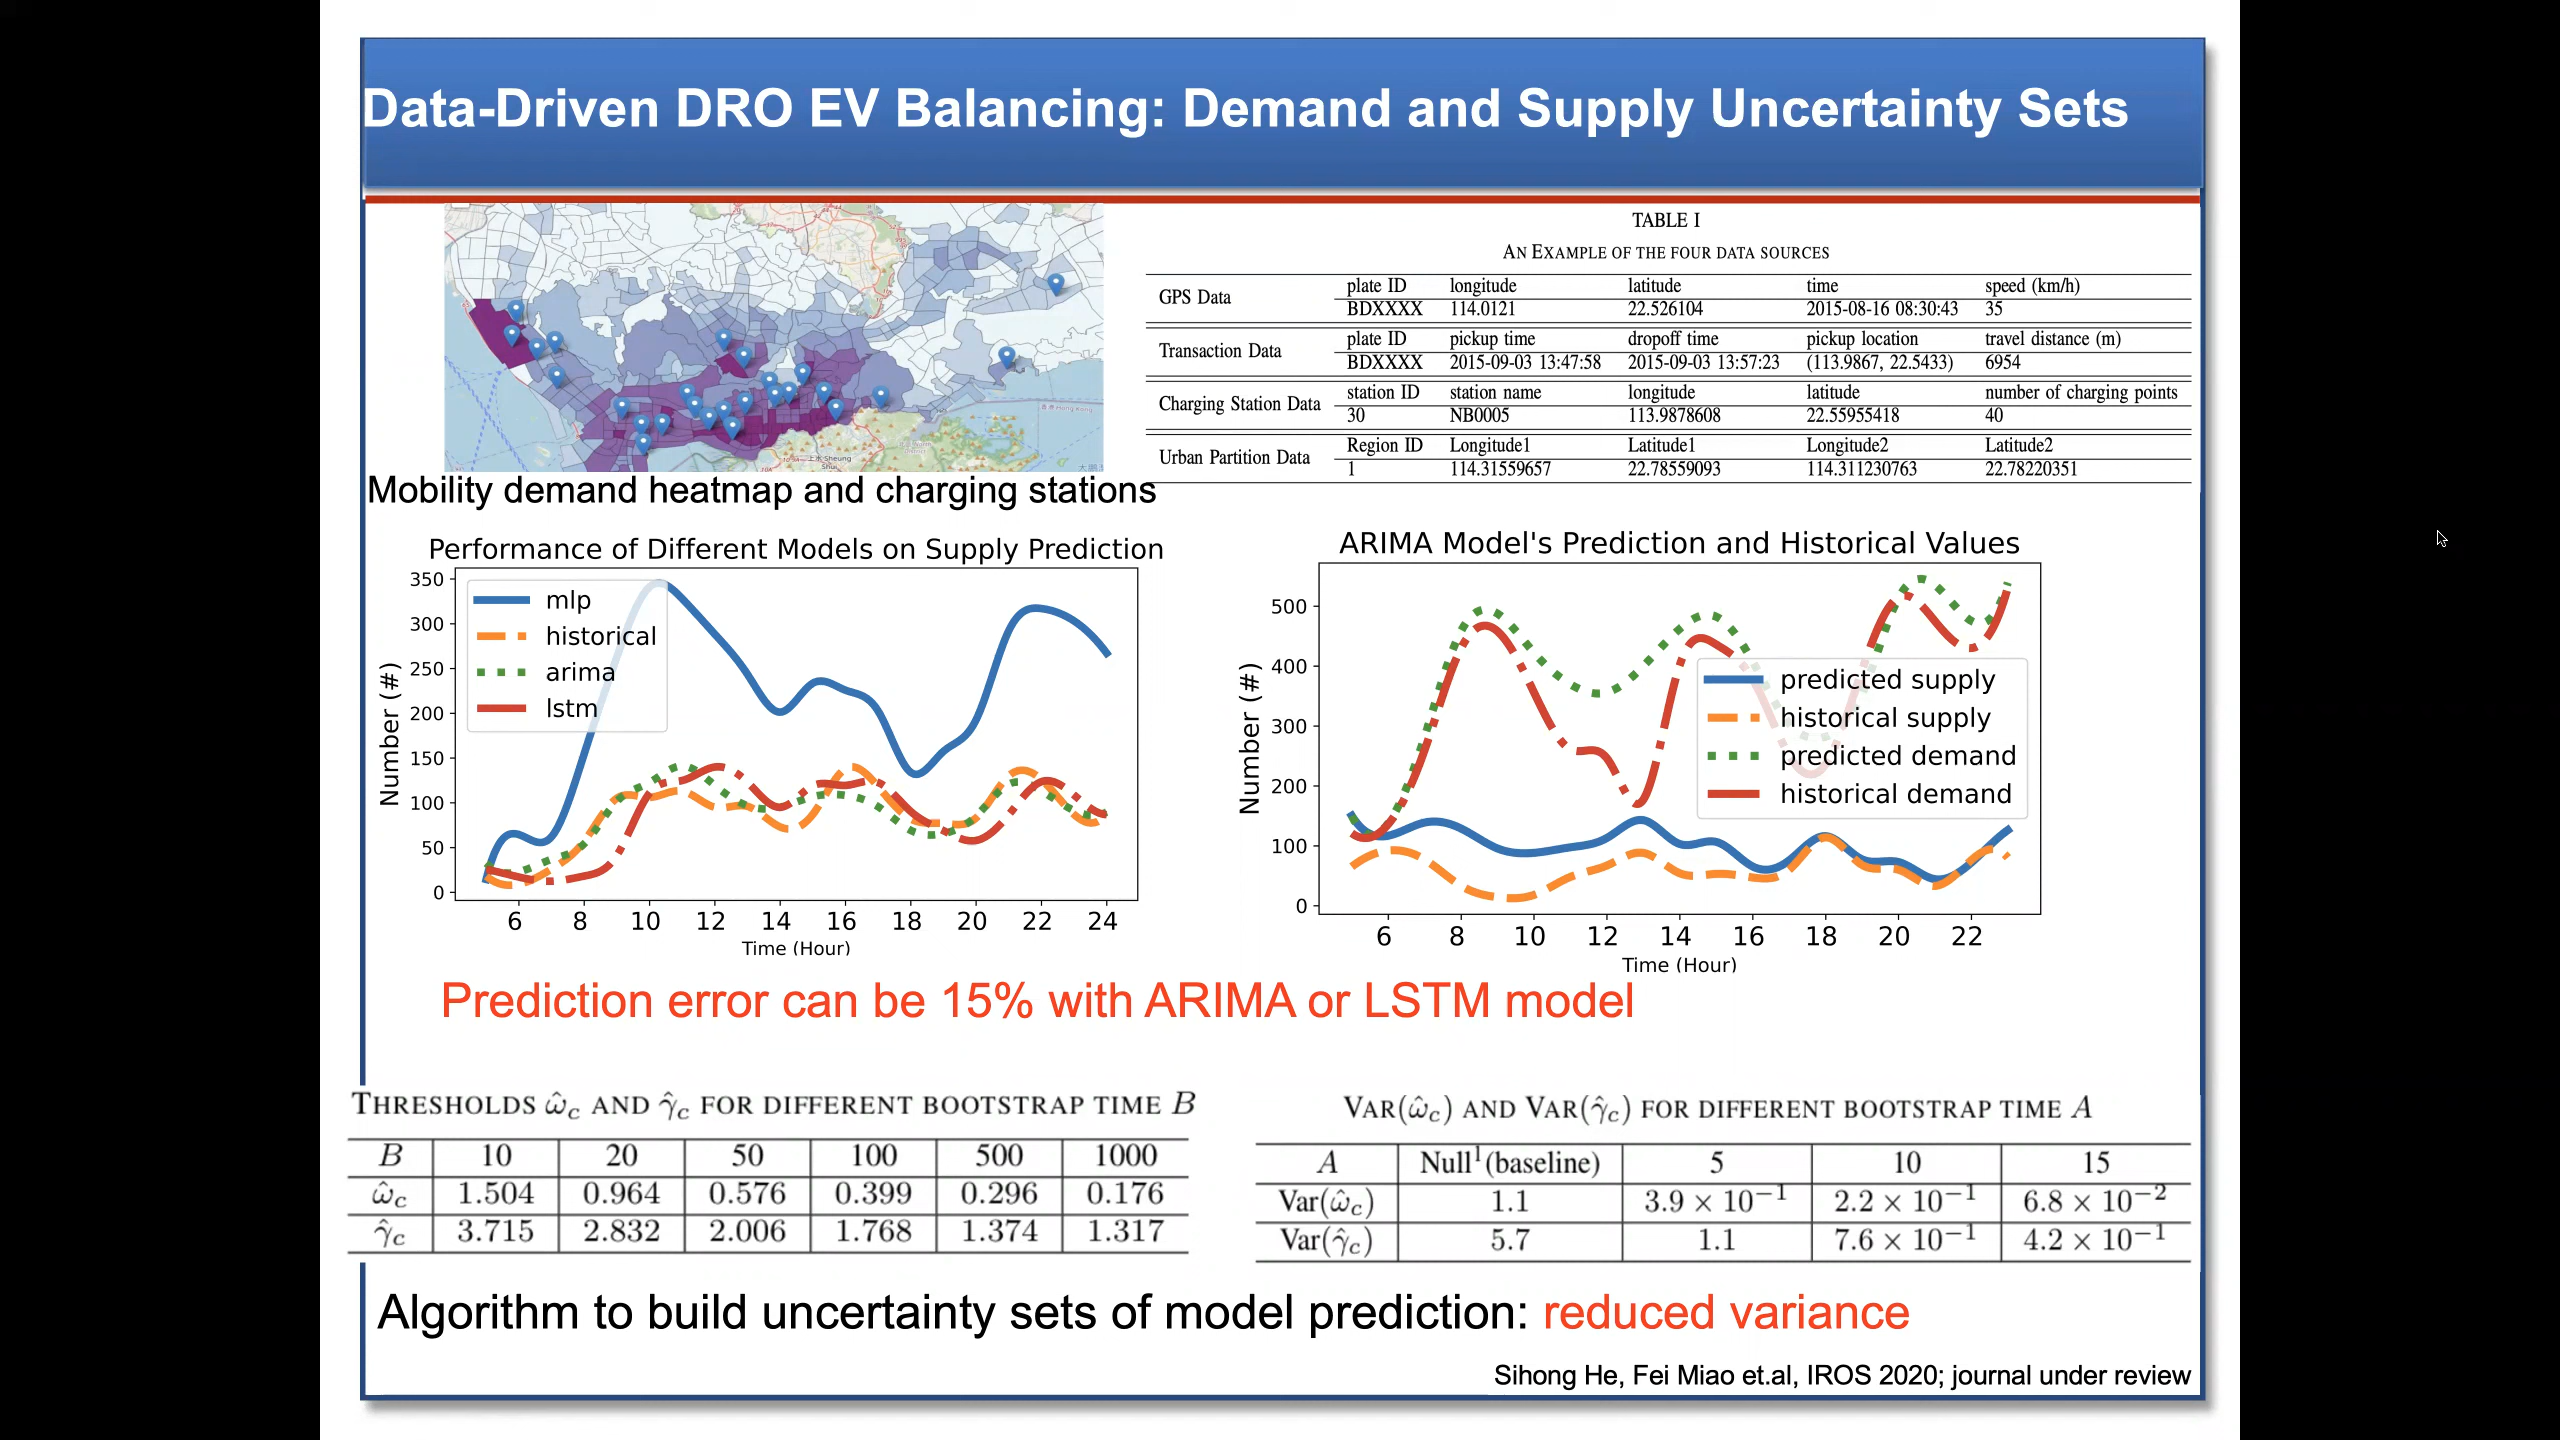 Data-Driven DRO EV Balancing: Demand and Supply Uncertainty Sets
Mobility demand heatmap and charging stations
TABLE I
AN EXAMPLE OF THE FOUR DATA SOURCES
GPS Data plate ID longitude latitude time speed (km/h)
BDXXXX 114.0121 22.526104 2015-08-16 08:30:43 35
Transaction Data plate ID pickup time dropoff time pickup location travel distance (m)
BDXXXX 2015-09-03 13:47:58 2015-09-03 13:57:23 (113.9867, 22.5433) 6954
Charging Station Data station ID station name longitude latitude number of charging points
30 NB0005 113.9878608 22.55955418 40
Urban Partition Data Region ID Longitude1 Latitude1 Longitude2 Latitude2
1 114.31559657 22.78559093 114.311230763 22.78220351
Performance of Different Models on Supply Prediction
Number (#)
350
300
250
200
150
100
50
0
mlp
historical
arima
lstm
6 8 10 12 14 16 18 20 22 24
Time (Hour)
ARIMA Model's Prediction and Historical Values
Number (#)
500
400
300
200
100
0
predicted supply
historical supply
predicted demand
historical demand
6 8 10 12 14 16 18 20 22
Time (Hour)
Prediction error can be 15% with ARIMA or LSTM model
THRESHOLDS ω̂c AND γ̂c FOR DIFFERENT BOOTSTRAP TIME B
B 10 20 50 100 500 1000
ω̂c 1.504 0.964 0.576 0.399 0.296 0.176
γ̂c 3.715 2.832 2.006 1.768 1.374 1.317
VAR(ω̂c) AND VAR(γ̂c) FOR DIFFERENT BOOTSTRAP TIME A
A Null¹(baseline) 5 10 15
Var(ω̂c) 1.1 3.9 × 10⁻¹ 2.2 × 10⁻¹ 6.8 × 10⁻²
Var(γ̂c) 5.7 1.1 7.6 × 10⁻¹ 4.2 × 10⁻¹
Algorithm to build uncertainty sets of model prediction: reduced variance
Sihong He, Fei Miao et.al, IROS 2020; journal under review